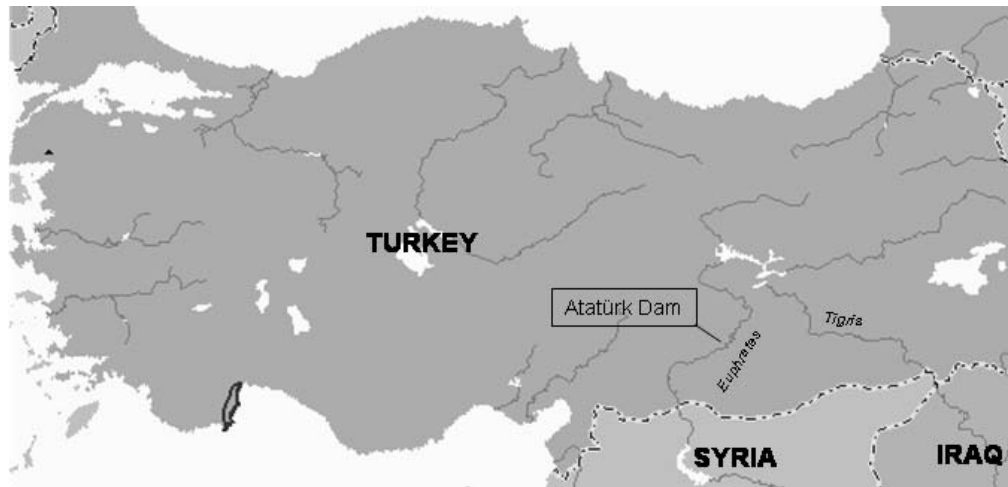 TURKEY
Atatürk Dam
Tigris
Euphrates
SYRIA
IRAQ